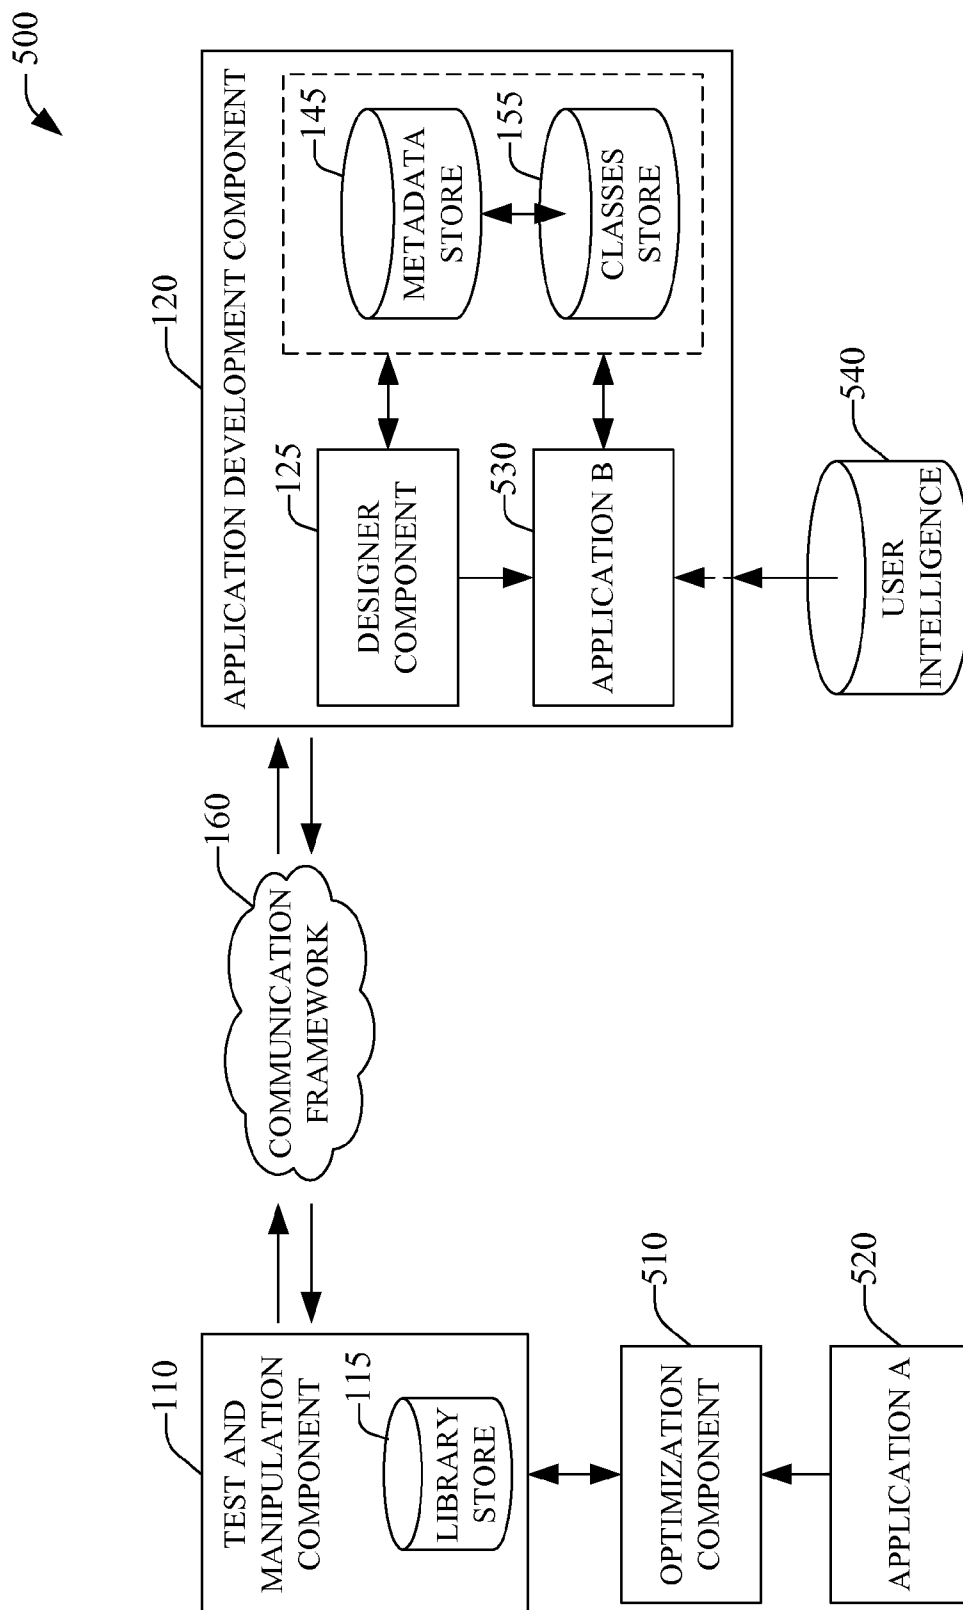 500
110
TEST AND
MANIPULATION
COMPONENT
115
LIBRARY
STORE
510
OPTIMIZATION
COMPONENT
520
APPLICATION A
160
COMMUNICATION
FRAMEWORK
120
APPLICATION DEVELOPMENT COMPONENT
125
DESIGNER
COMPONENT
145
METADATA
STORE
530
APPLICATION B
155
CLASSES
STORE
540
USER
INTELLIGENCE